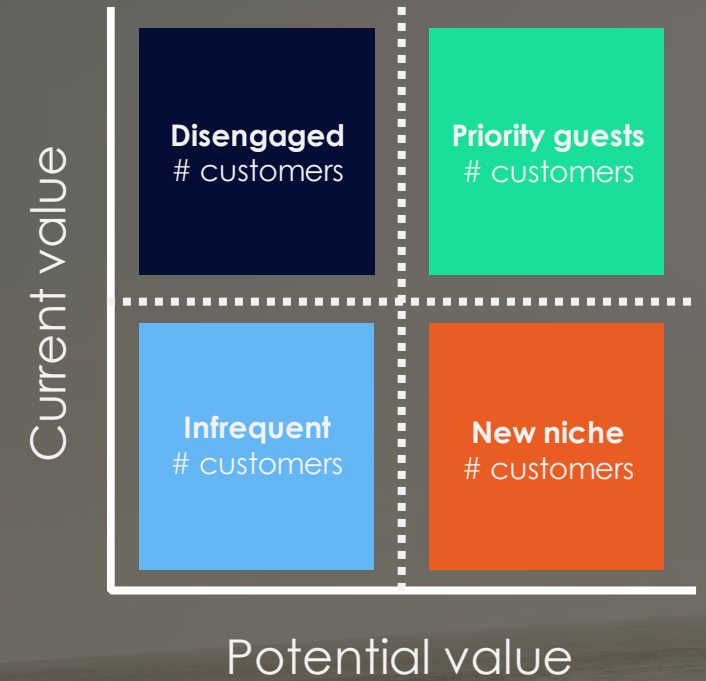 Current value
Disengaged
# customers
Priority guests
# customers
Infrequent
# customers
New niche
# customers
Potential value